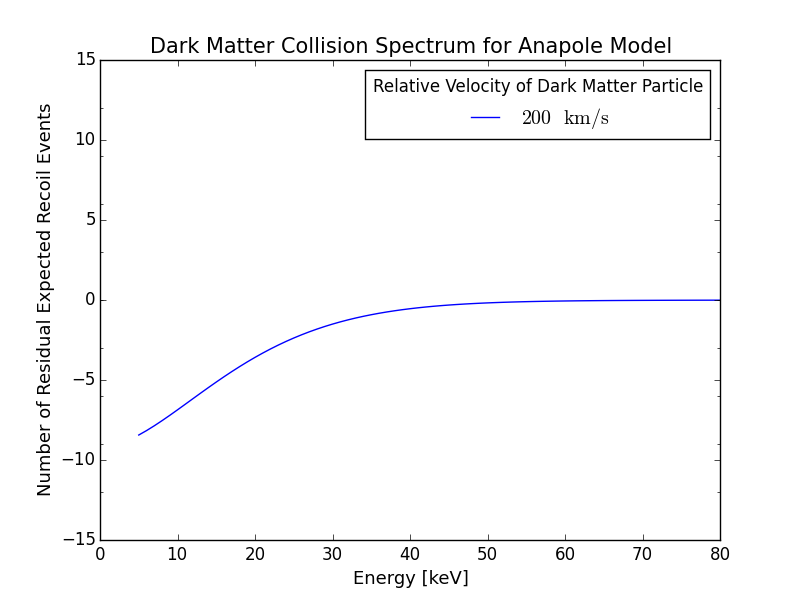 Dark Matter Collision Spectrum for Anapole Model
Relative Velocity of Dark Matter Particle
200 km/s
15
10
5
0
−5
−10
−15
Number of Residual Expected Recoil Events
0 10 20 30 40 50 60 70 80
Energy [keV]